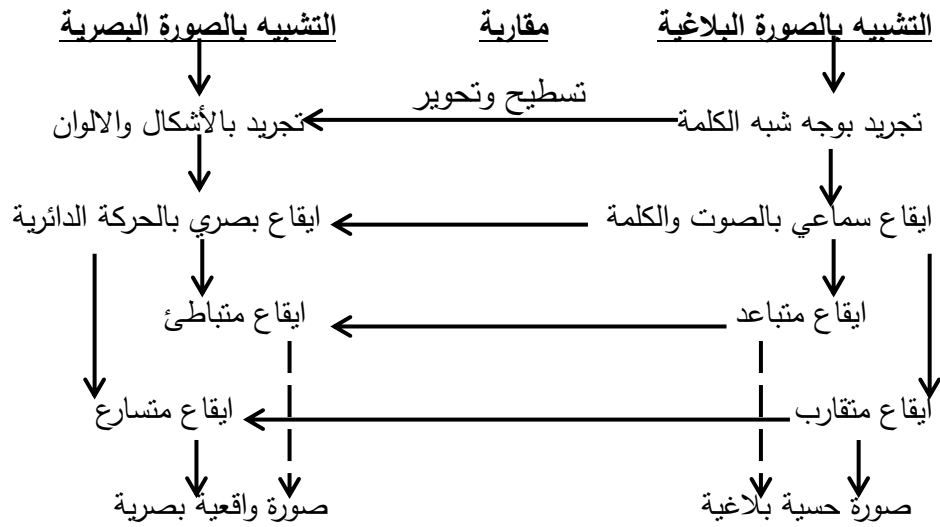 التشبيه بالصورة البلاغية مقاربة التشبيه بالصورة البصرية
تسطيح وتحوير
تجريد بوجه شبه الكلمة تجريد بالأشكال والالوان
ايقاع سماعي بالصوت والكلمة ايقاع بصري بالحركة الدائرية
ايقاع متباعد ايقاع متباطئ
ايقاع متقارب ايقاع متسارع
صورة حسية بلاغية صورة واقعية بصرية